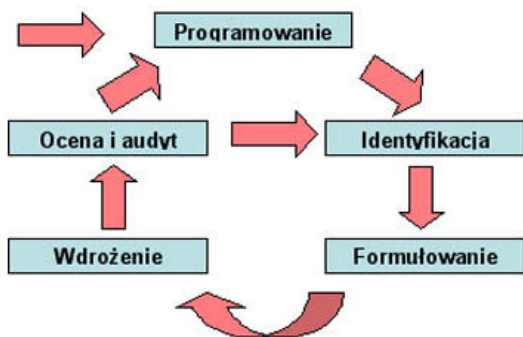 Programowanie
Ocena i audyt
Identyfikacja
Wdrożenie
Formułowanie